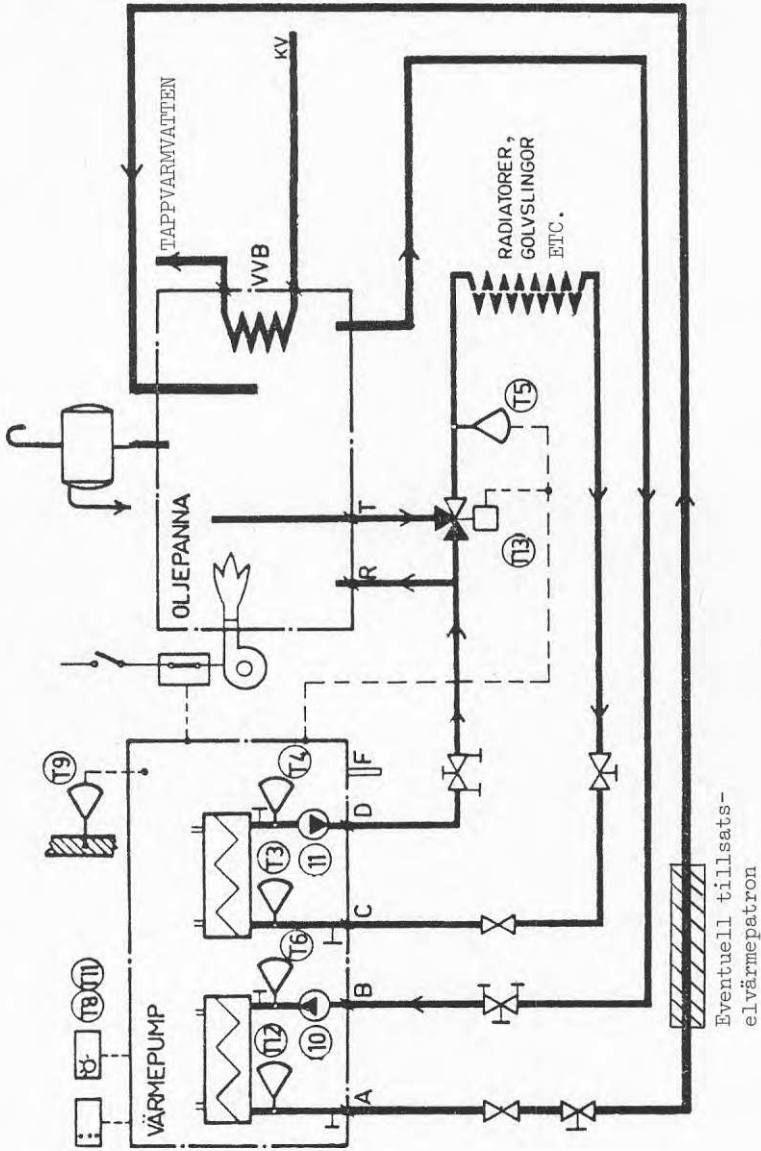 TAPPVARMVATTEN
KV
VVB
OLJEPANNA
T
R
T5
T13
RADIATORER,
GOLVSLINGOR
ETC.
T9
T8
T11
VÄRMEPUMP
T4
T3
11
F
D
C
T6
T12
10
B
A
Eventuell tillsats-
elvärmepatron